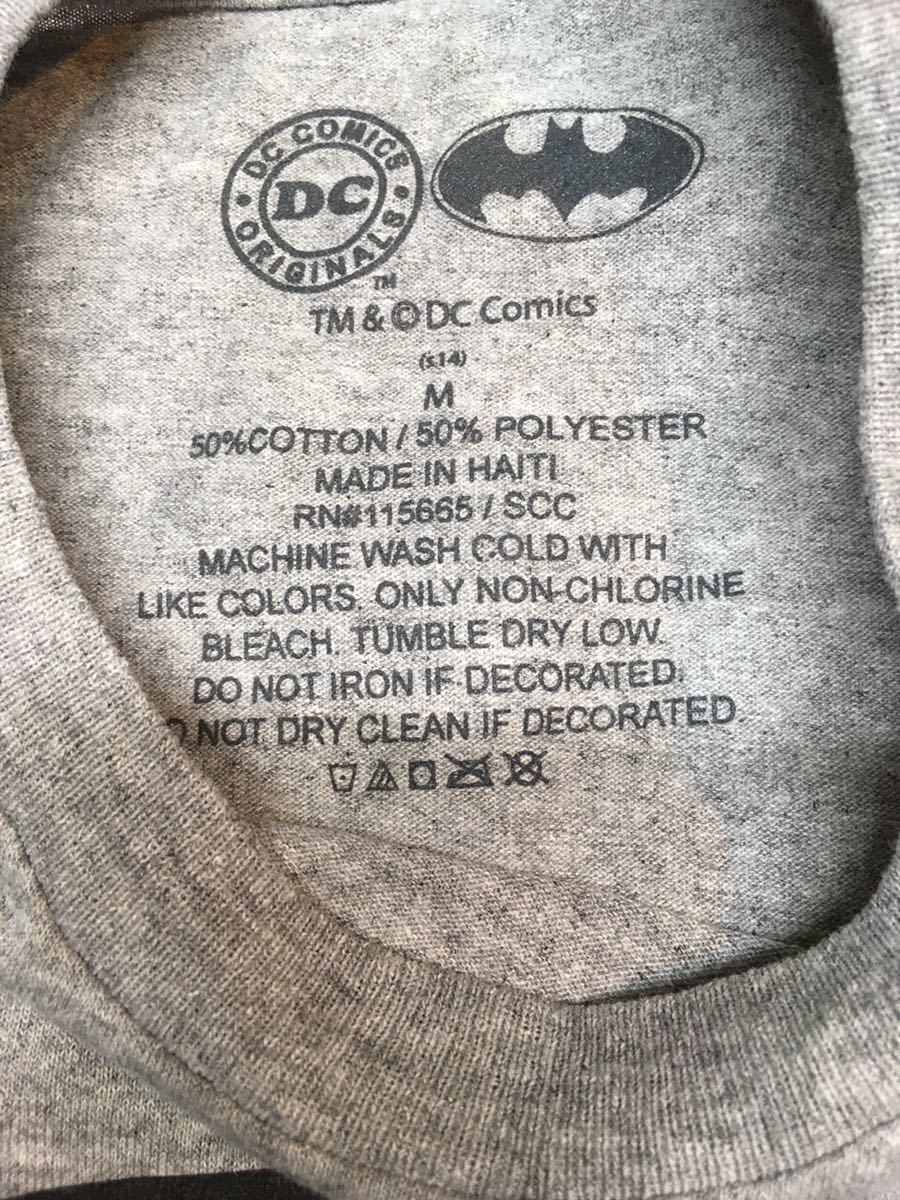 DC COMICS
DC
ORIGINALS
TM
TM & © DC Comics
(s14)
M
50%COTTON / 50% POLYESTER
MADE IN HAITI
RN#115665 / SCC
MACHINE WASH COLD WITH
LIKE COLORS. ONLY NON-CHLORINE
BLEACH. TUMBLE DRY LOW.
DO NOT IRON IF DECORATED.
NOT DRY CLEAN IF DECORATED.